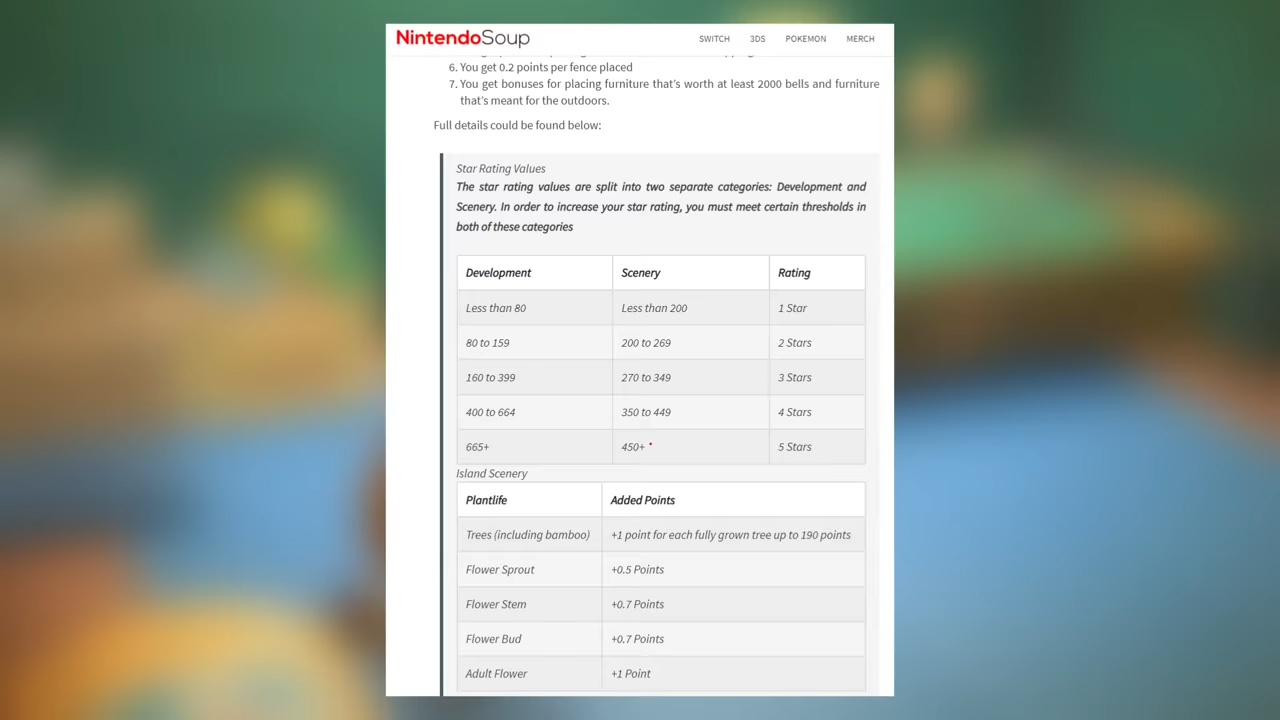 NintendoSoup
SWITCH 3DS POKEMON MERCH
6. You get 0.2 points per fence placed
7. You get bonuses for placing furniture that's worth at least 2000 bells and furniture
that's meant for the outdoors.
Full details could be found below:
Star Rating Values
The star rating values are split into two separate categories: Development and
Scenery. In order to increase your star rating, you must meet certain thresholds in
both of these categories
Development Scenery Rating
Less than 80 Less than 200 1 Star
80 to 159 200 to 269 2 Stars
160 to 399 270 to 349 3 Stars
400 to 664 350 to 449 4 Stars
665+ 450+ 5 Stars
Island Scenery
Plantlife Added Points
Trees (including bamboo) +1 point for each fully grown tree up to 190 points
Flower Sprout +0.5 Points
Flower Stem +0.7 Points
Flower Bud +0.7 Points
Adult Flower +1 Point